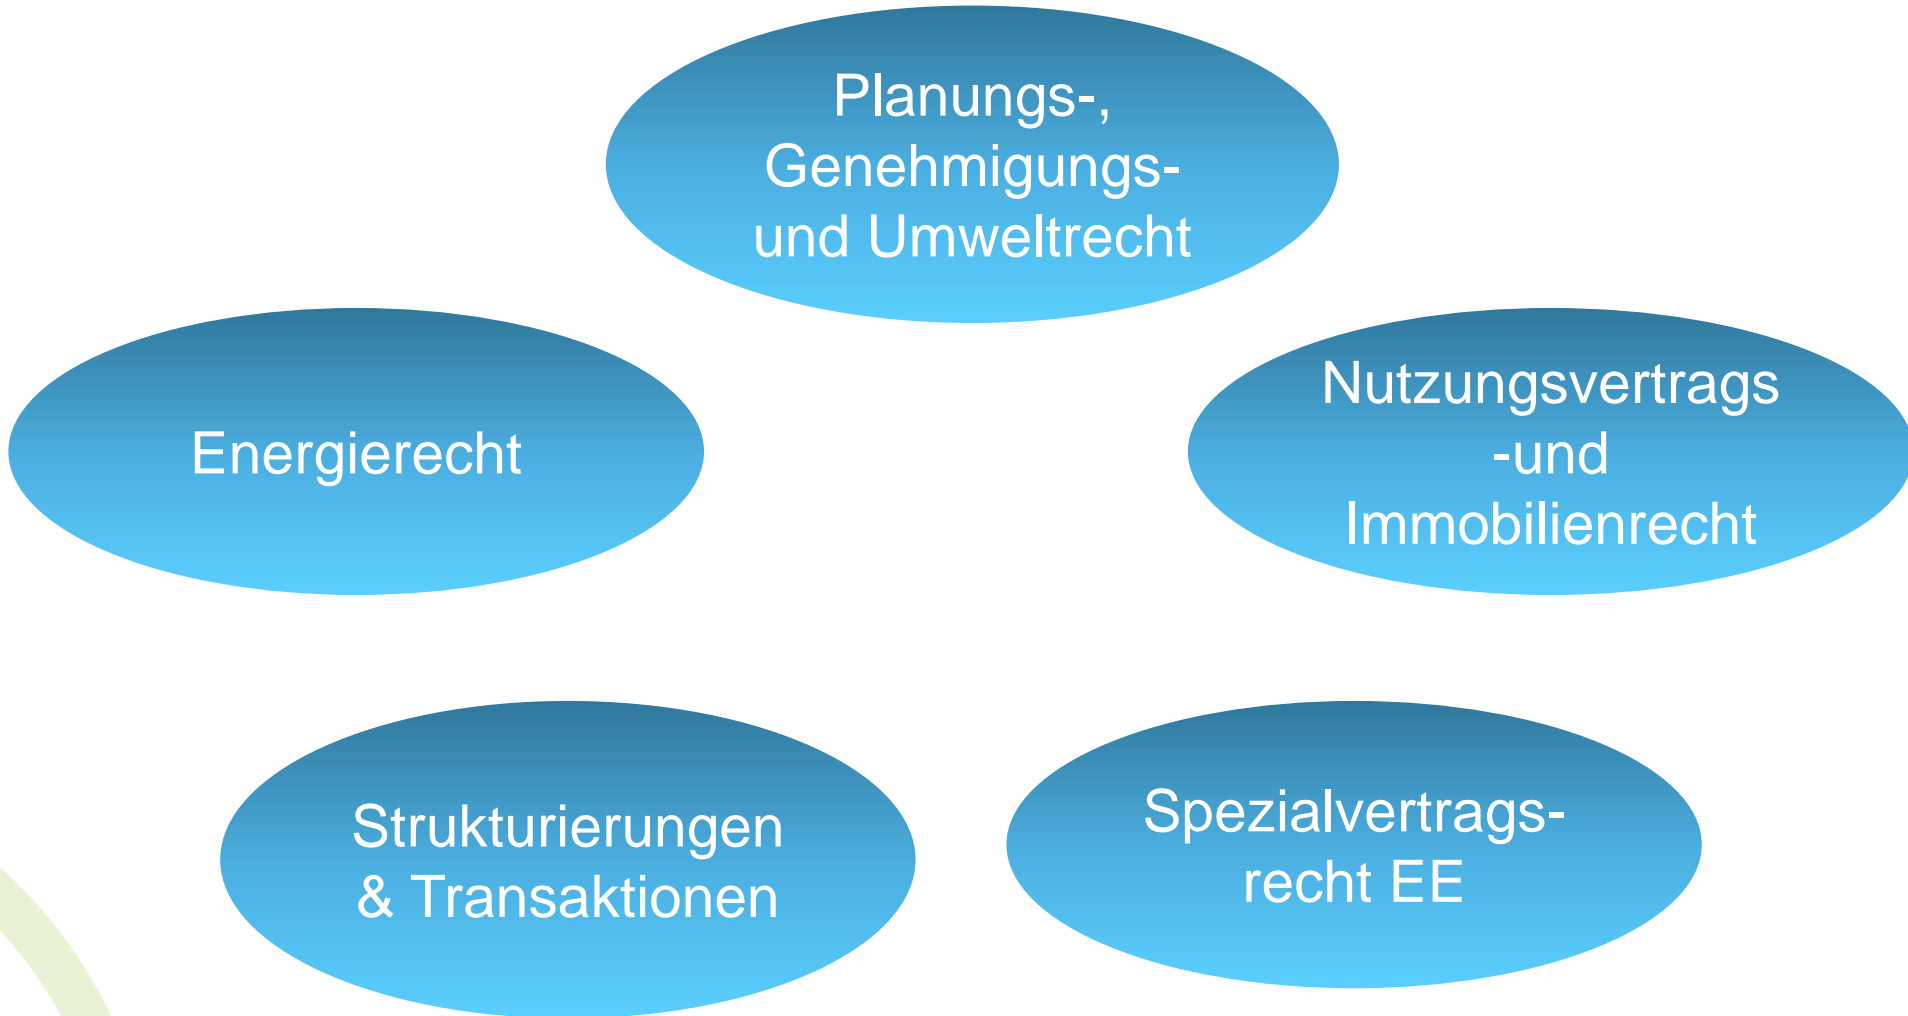 Planungs-,
Genehmigungs-
und Umweltrecht
Energierecht
Nutzungsvertrags
-und
Immobilienrecht
Strukturierungen
& Transaktionen
Spezialvertrags-
recht EE